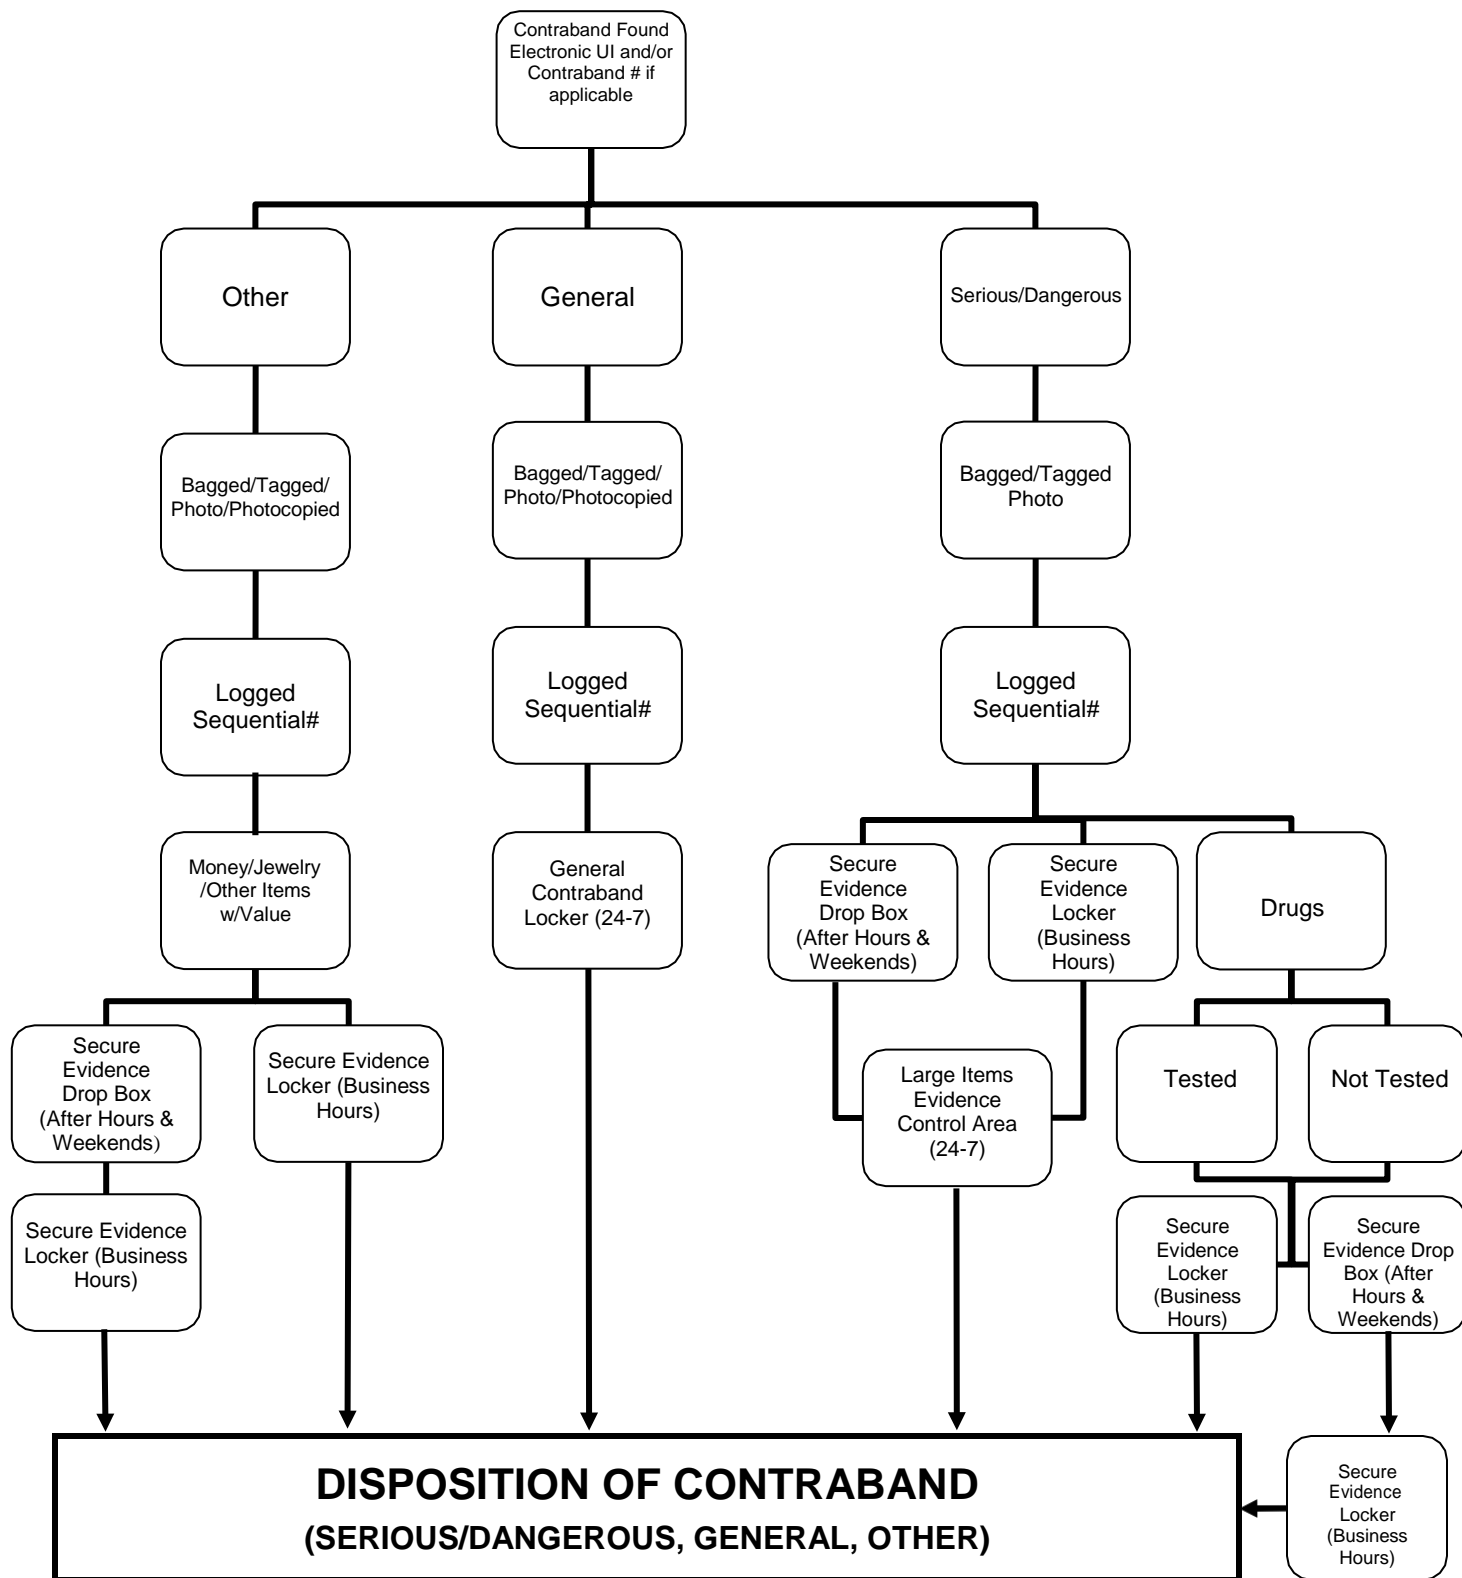 Contraband Found
Electronic UI and/or
Contraband # if
applicable
Other
General
Serious/Dangerous
Bagged/Tagged/
Photo/Photocopied
Bagged/Tagged/
Photo/Photocopied
Bagged/Tagged
Photo
Logged
Sequential#
Logged
Sequential#
Logged
Sequential#
Money/Jewelry
/Other Items
w/Value
General
Contraband
Locker (24-7)
Secure
Evidence
Drop Box
(After Hours &
Weekends)
Secure
Evidence
Locker
(Business
Hours)
Drugs
Secure
Evidence
Drop Box
(After Hours &
Weekends)
Secure Evidence
Locker (Business
Hours)
Large Items
Evidence
Control Area
(24-7)
Tested
Not Tested
Secure Evidence
Locker (Business
Hours)
Secure
Evidence
Locker
(Business
Hours)
Secure
Evidence Drop
Box (After
Hours &
Weekends)
DISPOSITION OF CONTRABAND
(SERIOUS/DANGEROUS, GENERAL, OTHER)
Secure
Evidence
Locker
(Business
Hours)